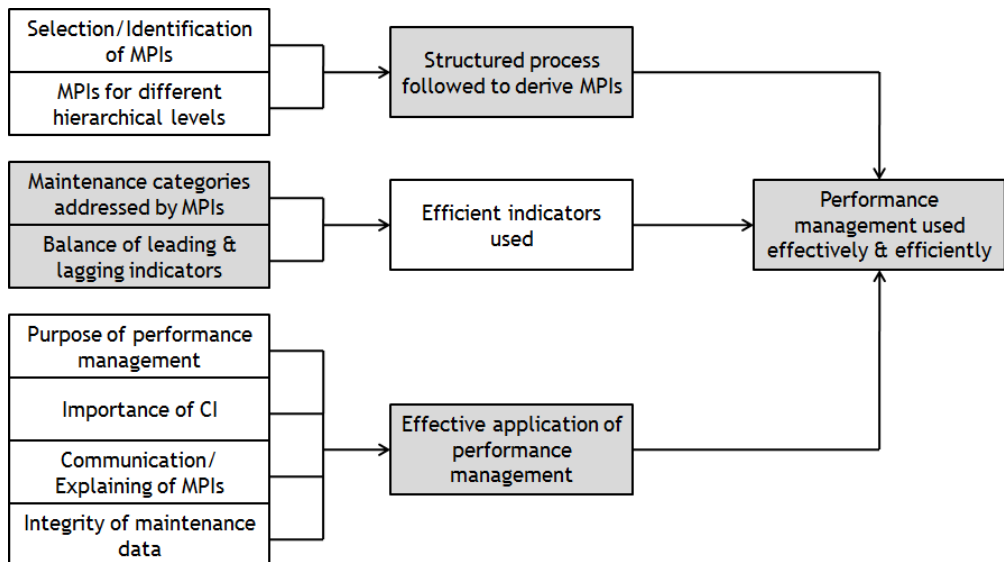 Selection/Identification
of MPIs
MPIs for different
hierarchical levels
Structured process
followed to derive MPIs
Maintenance categories
addressed by MPIs
Balance of leading &
lagging indicators
Efficient indicators
used
Performance
management used
effectively & efficiently
Purpose of performance
management
Importance of CI
Communication/
Explaining of MPIs
Integrity of maintenance
data
Effective application of
performance
management